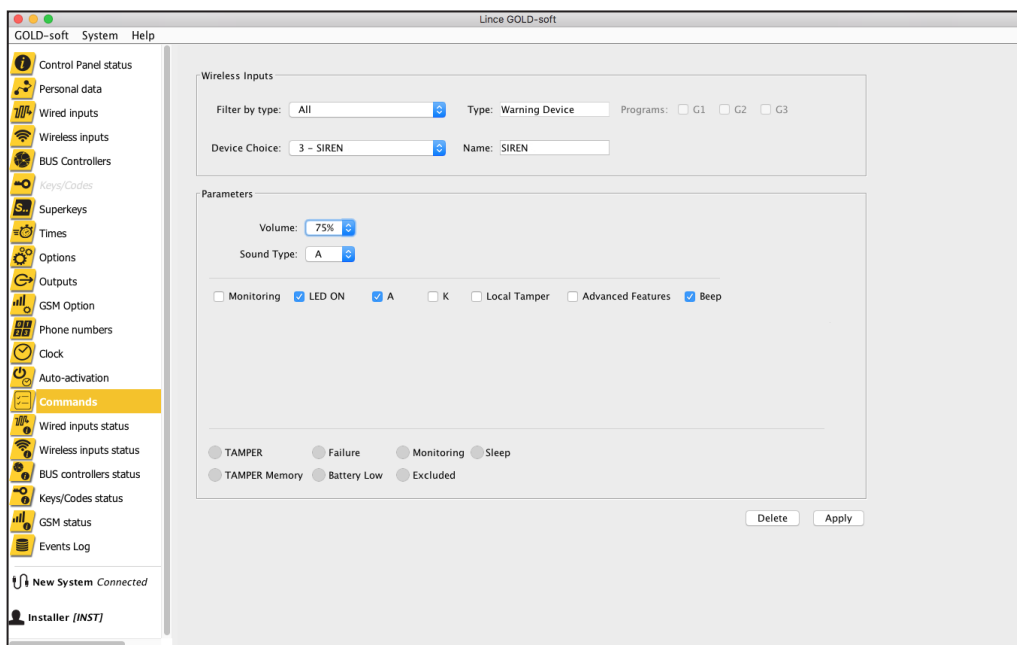 Lince GOLD-soft
GOLD-soft System Help
Control Panel status
Personal data
Wired inputs
Wireless inputs
BUS Controllers
Keys/Codes
Superkeys
Times
Options
Outputs
GSM Option
Phone numbers
Clock
Auto-activation
Commands
Wired inputs status
Wireless inputs status
BUS controllers status
Keys/Codes status
GSM status
Events Log
New System Connected
Installer [INST]
Wireless Inputs
Filter by type: All Type: Warning Device Programs: G1 G2 G3
Device Choice: 3 - SIREN Name: SIREN
Parameters
Volume: 75%
Sound Type: A
Monitoring LED ON A K Local Tamper Advanced Features Beep
TAMPER Failure Monitoring Sleep
TAMPER Memory Battery Low Excluded
Delete Apply